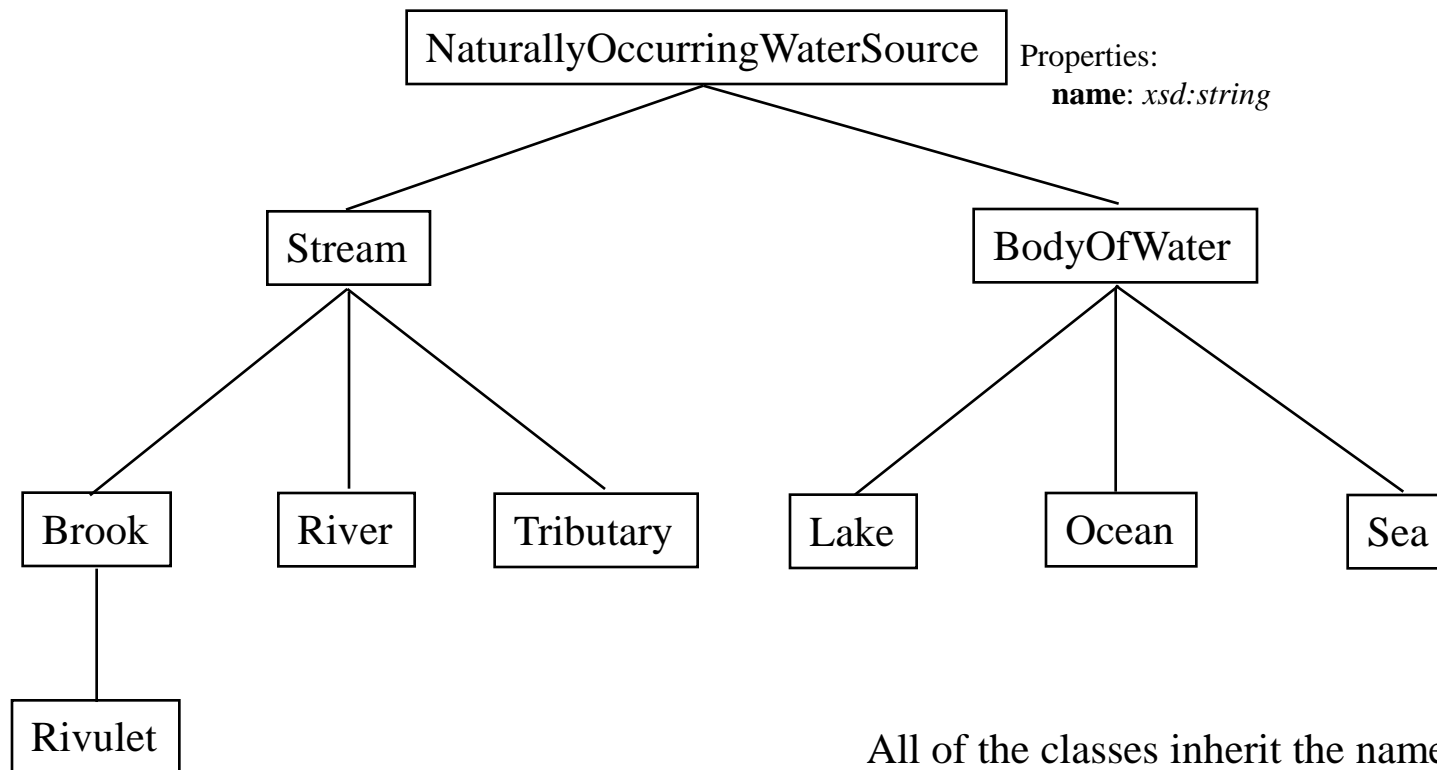 NaturallyOccurringWaterSource
Properties:
name: xsd:string
Stream
BodyOfWater
Brook
River
Tributary
Lake
Ocean
Sea
Rivulet
All of the classes inherit the name